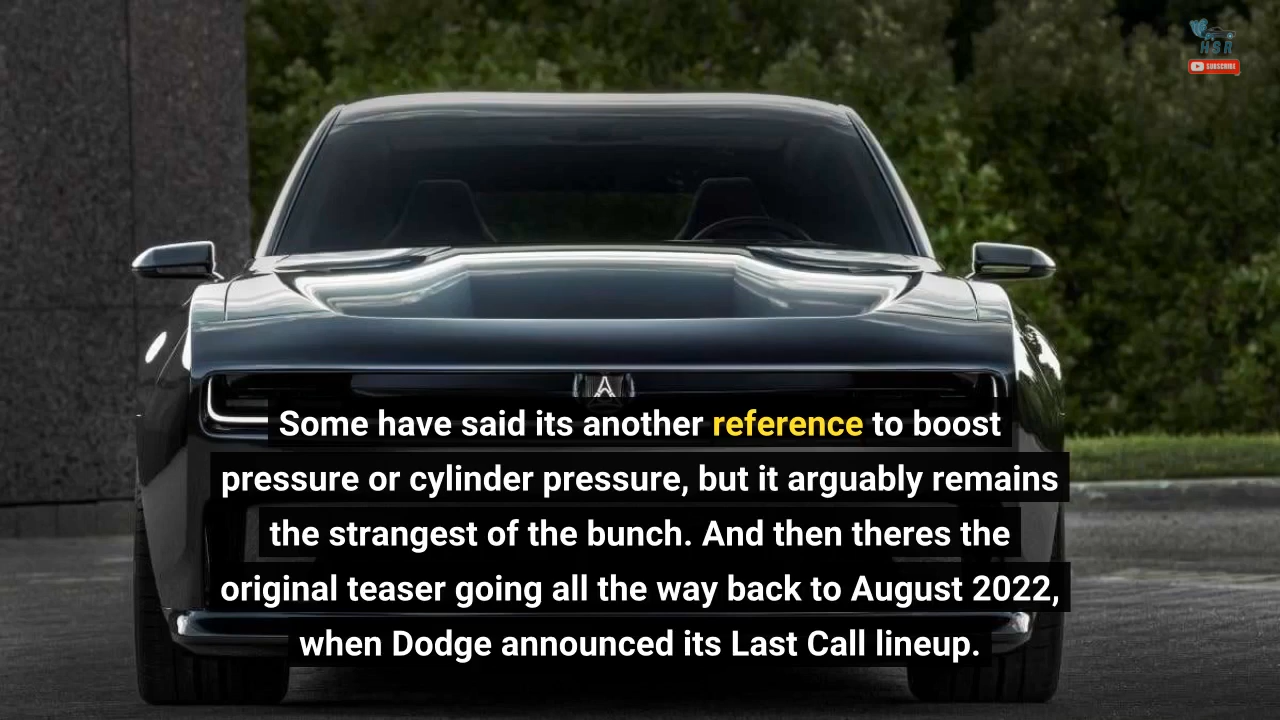 HSR
SUBSCRIBE
Some have said its another reference to boost
pressure or cylinder pressure, but it arguably remains
the strangest of the bunch. And then theres the
original teaser going all the way back to August 2022,
when Dodge announced its Last Call lineup.